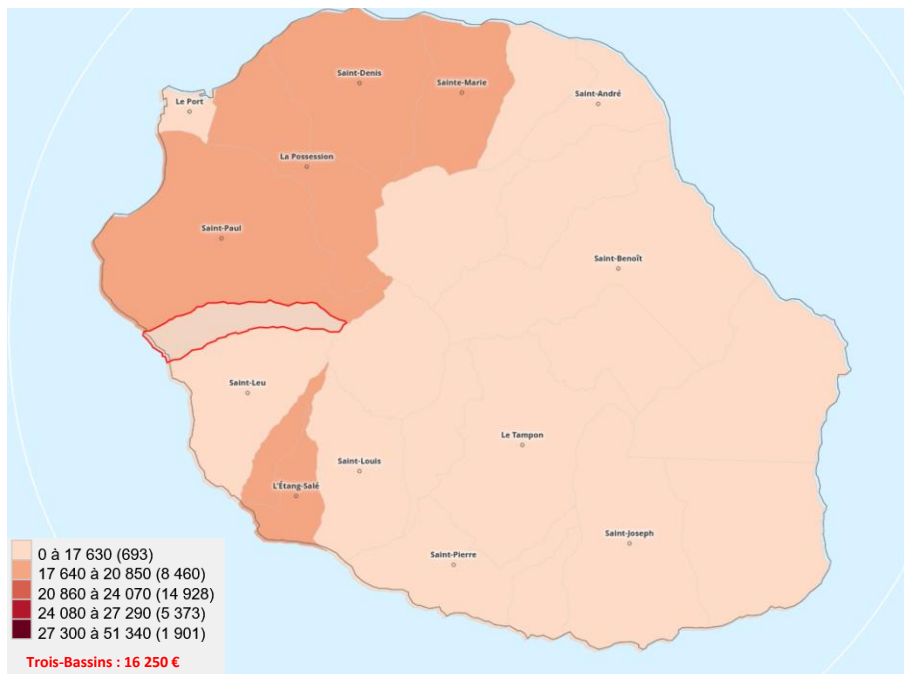 Saint-Denis
Sainte-Marie
Le Port
Saint-André
La Possession
Saint-Paul
Saint-Benoît
Saint-Leu
Le Tampon
Saint-Louis
L'Étang-Salé
Saint-Joseph
Saint-Pierre
0 à 17 630 (693)
17 640 à 20 850 (8 460)
20 860 à 24 070 (14 928)
24 080 à 27 290 (5 373)
27 300 à 51 340 (1 901)
Trois-Bassins : 16 250 €